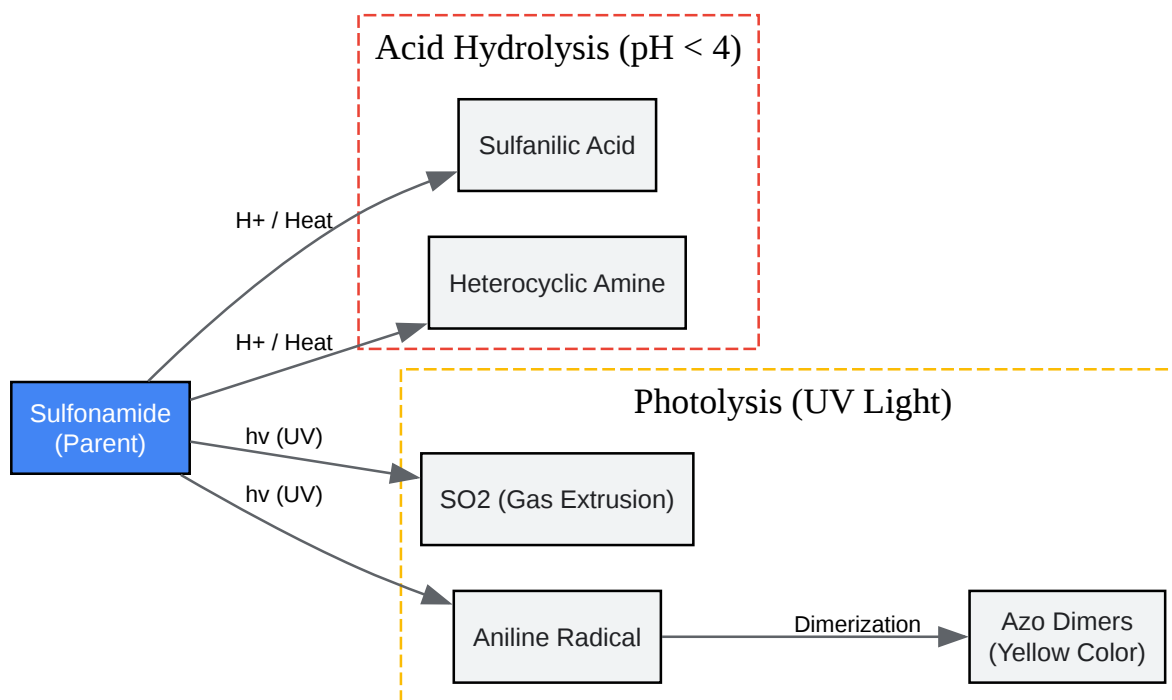 Acid Hydrolysis (pH < 4)
Sulfanilic Acid
H+ / Heat
Heterocyclic Amine
H+ / Heat
Sulfonamide
(Parent)
Photolysis (UV Light)
hv (UV)
SO2 (Gas Extrusion)
hv (UV)
Aniline Radical
Dimerization
Azo Dimers
(Yellow Color)